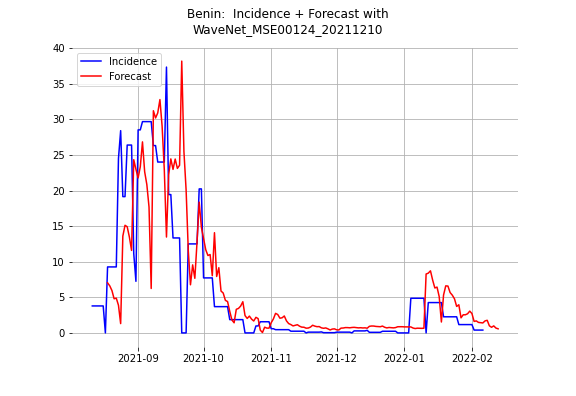 Benin:  Incidence + Forecast with
WaveNet_MSE00124_20211210
Incidence
Forecast
40
35
30
25
20
15
10
5
0
2021-09 2021-10 2021-11 2021-12 2022-01 2022-02